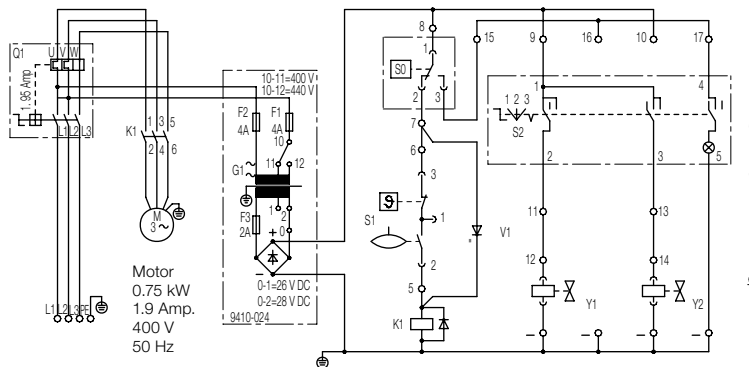 Q1
U V W
1.95 Amp
L1 L2 L3
K1
1 3 5
2 4 6
M
3 ~
Motor
0.75 kW
1.9 Amp.
400 V
50 Hz
L1 L2 L3 PE
10-11=400 V
10-12=440 V
F2
F1
4A
4A
10
11
12
G1
1 2
F3
2A
0
+
−
0-1=26 V DC
0-2=28 V DC
9410-024
8
1
S0
2 3
7
6
3
ϑ
S1
1
2
5
K1
V1
15
9
16
10
17
1
4
1 2 3
S2
2
3
5
11
13
12
14
Y1
Y2